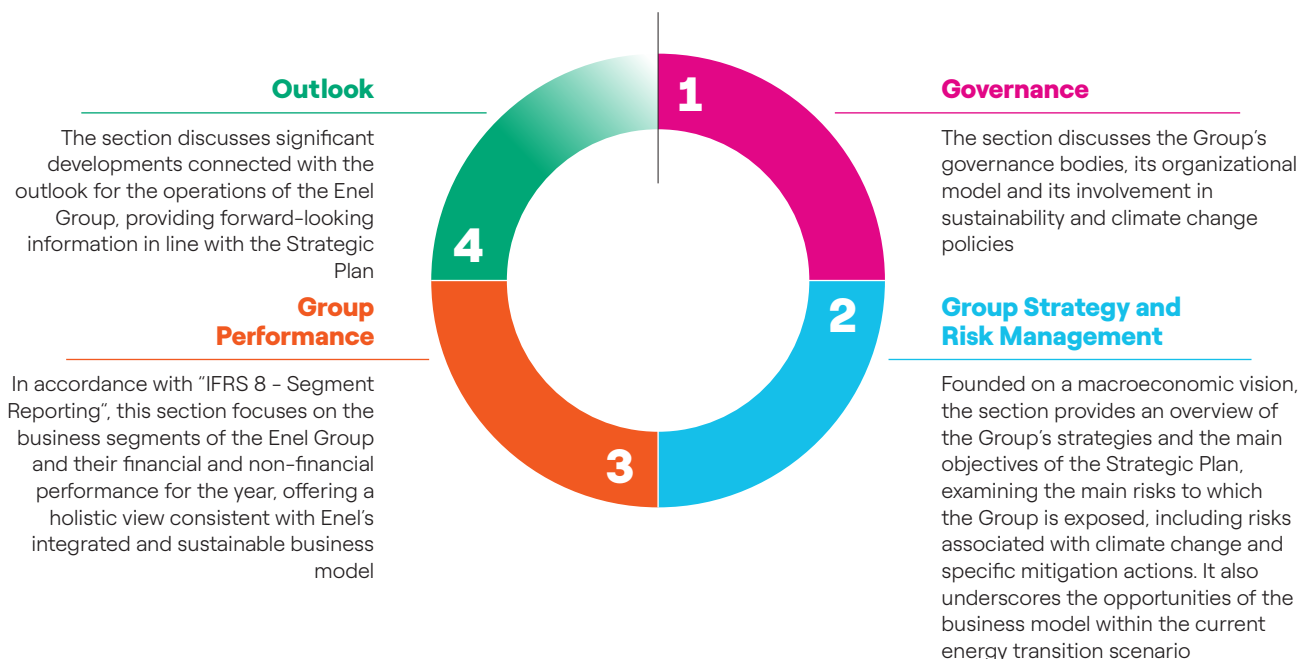 1
Governance
The section discusses the Group's
governance bodies, its organizational
model and its involvement in
sustainability and climate change
policies
2
Group Strategy and
Risk Management
Founded on a macroeconomic vision,
the section provides an overview of
the Group's strategies and the main
objectives of the Strategic Plan,
examining the main risks to which
the Group is exposed, including risks
associated with climate change and
specific mitigation actions. It also
underscores the opportunities of the
business model within the current
energy transition scenario
3
Group
Performance
In accordance with “IFRS 8 - Segment
Reporting“, this section focuses on the
business segments of the Enel Group
and their financial and non-financial
performance for the year, offering a
holistic view consistent with Enel's
integrated and sustainable business
model
4
Outlook
The section discusses significant
developments connected with the
outlook for the operations of the Enel
Group, providing forward-looking
information in line with the Strategic
Plan